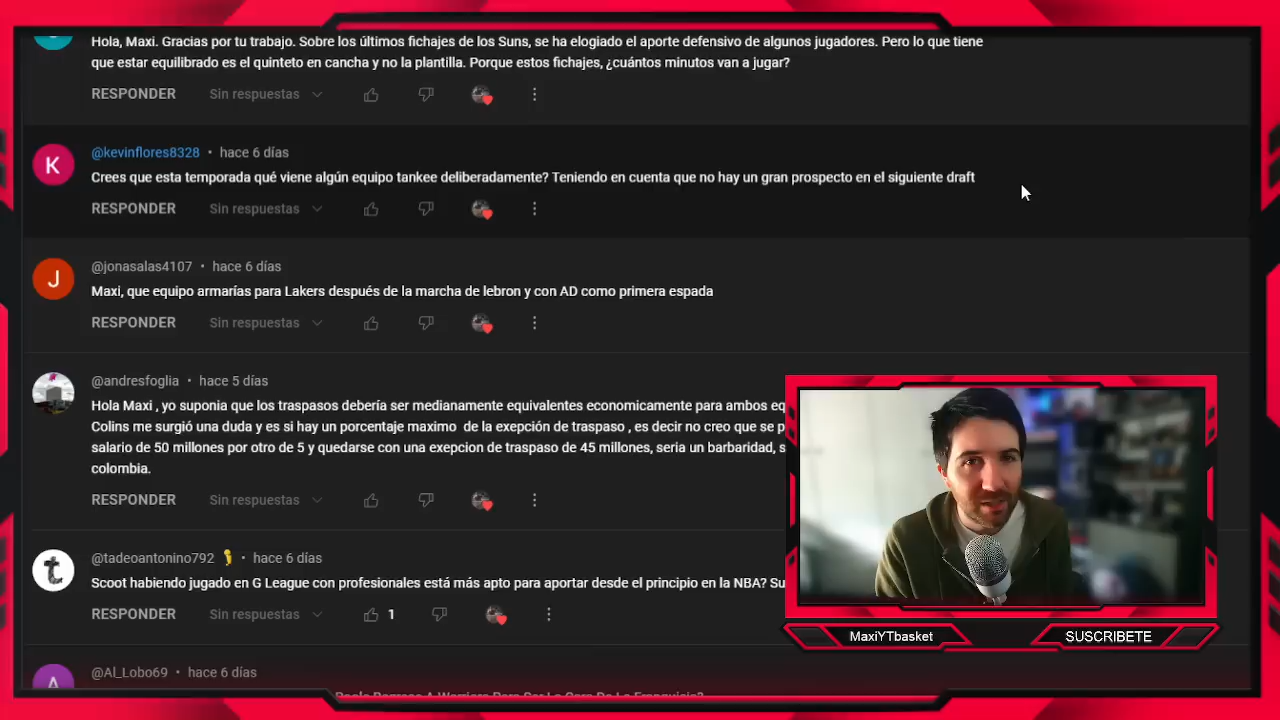 Hola, Maxi. Gracias por tu trabajo. Sobre los últimos fichajes de los Suns, se ha elogiado el aporte defensivo de algunos jugadores. Pero lo que tiene
que estar equilibrado es el quinteto en cancha y no la plantilla. Porque estos fichajes, ¿cuántos minutos van a jugar?
RESPONDER Sin respuestas
K @kevinflores8328 • hace 6 días
Crees que esta temporada qué viene algún equipo tankee deliberadamente? Teniendo en cuenta que no hay un gran prospecto en el siguiente draft
RESPONDER Sin respuestas
J @jonasalas4107 • hace 6 días
Maxi, que equipo armarías para Lakers después de la marcha de lebron y con AD como primera espada
RESPONDER Sin respuestas
@andresfoglia • hace 5 días
Hola Maxi , yo suponia que los traspasos debería ser medianamente equivalentes economicamente para ambos eq
Colins me surgió una duda y es si hay un porcentaje maximo de la exepción de traspaso , es decir no creo que se p
salario de 50 millones por otro de 5 y quedarse con una exepcion de traspaso de 45 millones, seria un barbaridad, s
colombia.
RESPONDER Sin respuestas
t @tadeoantonino792 • hace 6 días
Scoot habiendo jugado en G League con profesionales está más apto para aportar desde el principio en la NBA? Su
RESPONDER Sin respuestas 1
MaxiYTbasket SUSCRIBETE
A @Al_Lobo69 • hace 6 días